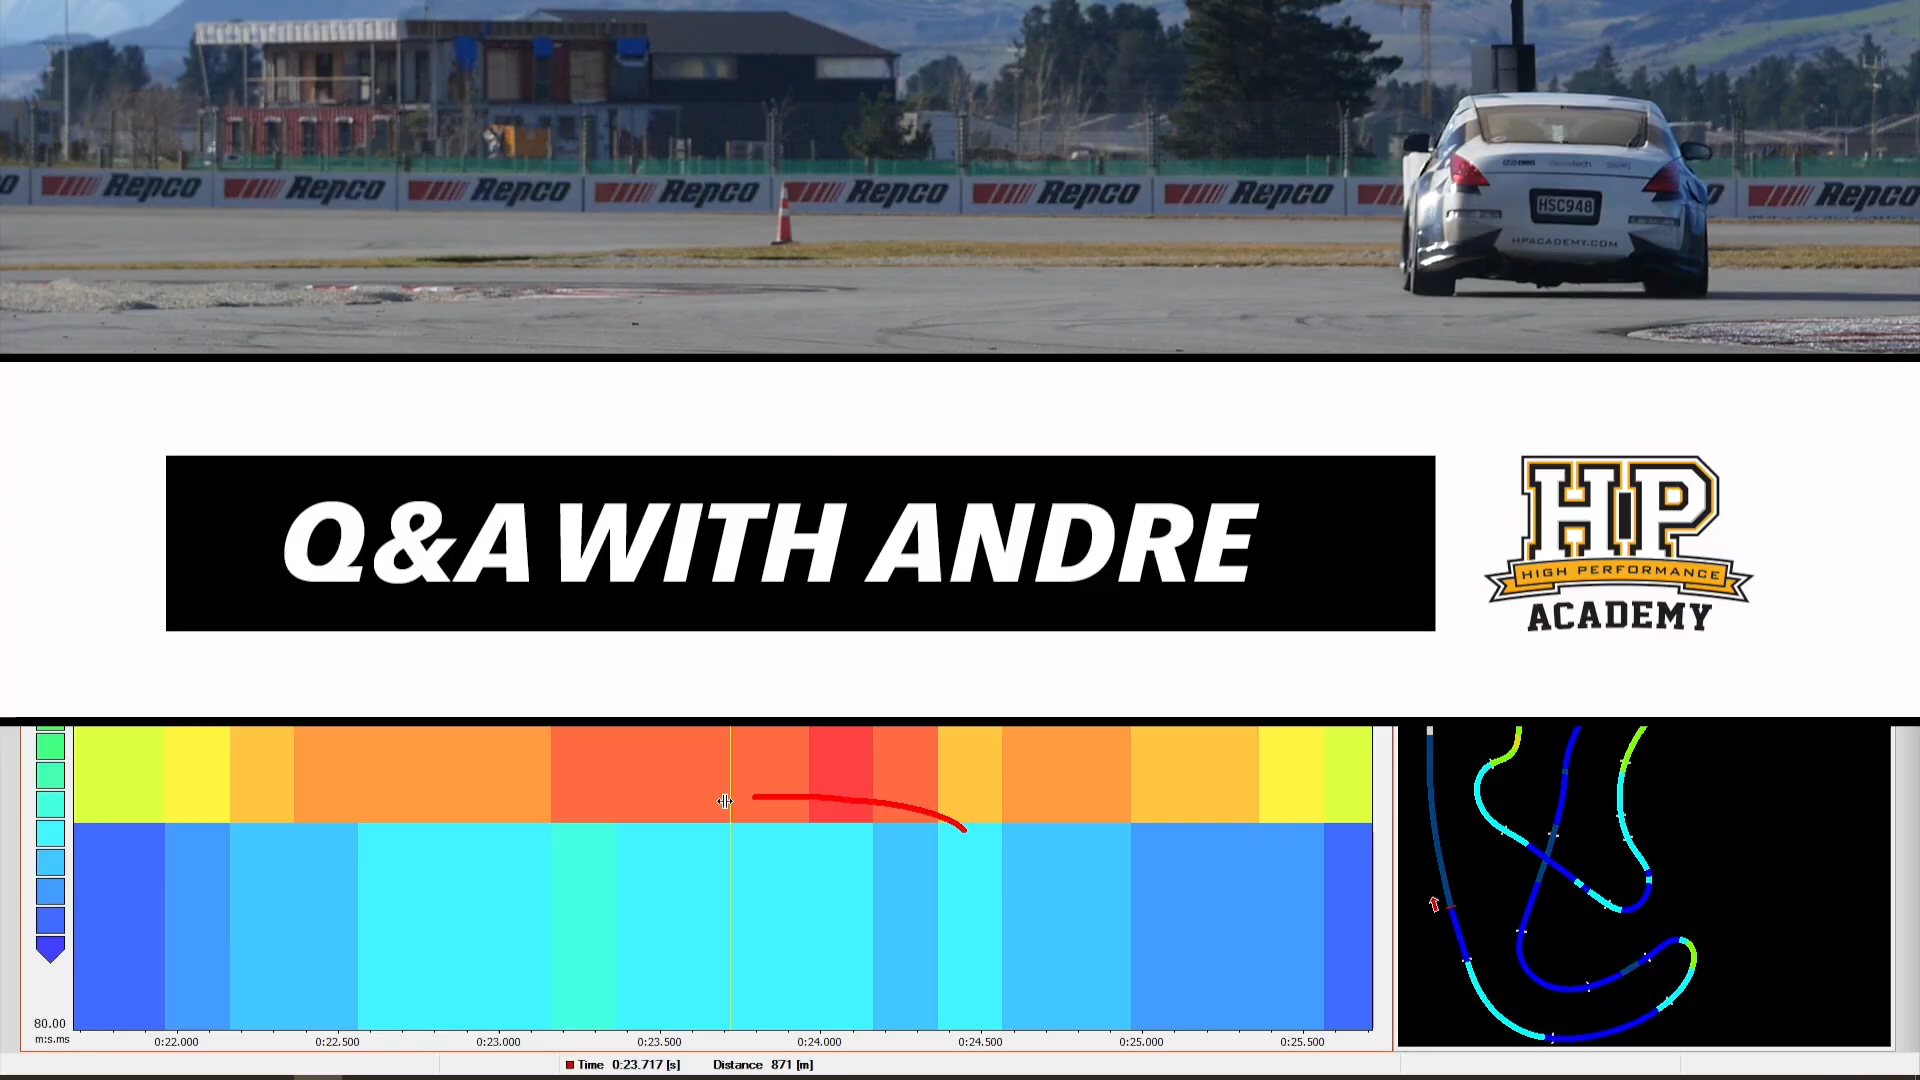 Repco Repco Repco Repco Repco Repco Repco Repco
HSC948
HPACADEMY.COM
Q&A WITH ANDRE
HP
HIGH PERFORMANCE
ACADEMY
80.00
m:s.ms
0:22.000 0:22.500 0:23.000 0:23.500 0:24.000 0:24.500 0:25.000 0:25.500
Time 0:23.717 [s] Distance 871 [m]